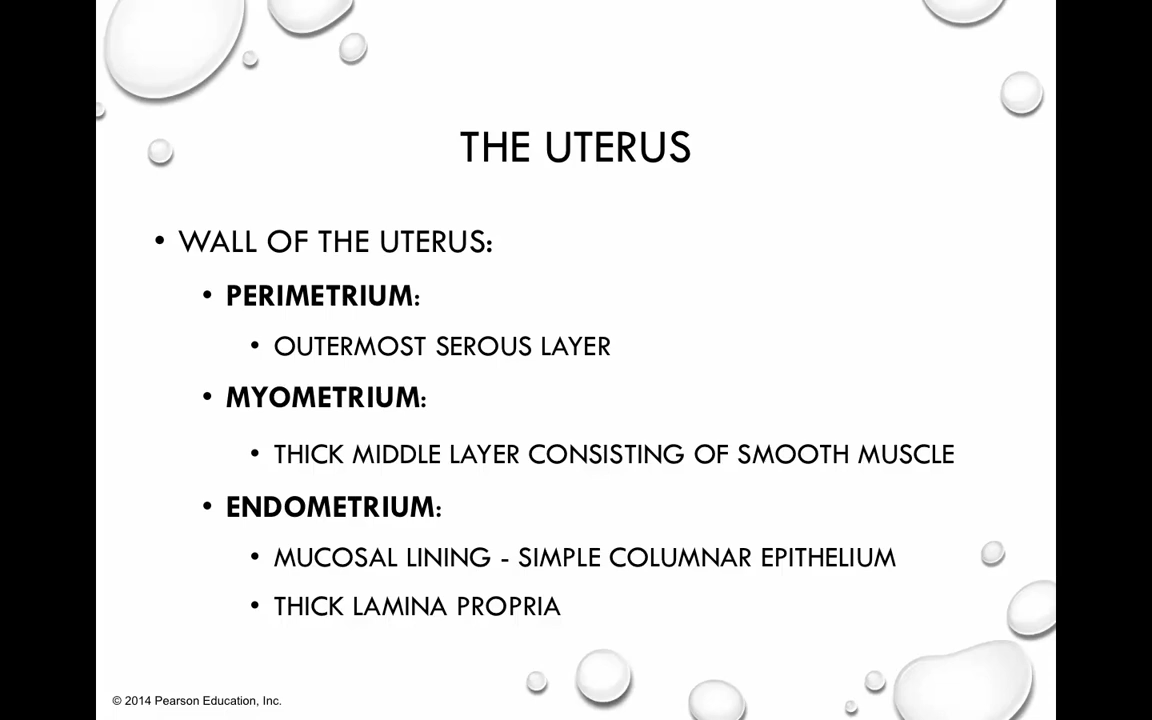 THE UTERUS
• WALL OF THE UTERUS:
• PERIMETRIUM:
• OUTERMOST SEROUS LAYER
• MYOMETRIUM:
• THICK MIDDLE LAYER CONSISTING OF SMOOTH MUSCLE
• ENDOMETRIUM:
• MUCOSAL LINING - SIMPLE COLUMNAR EPITHELIUM
• THICK LAMINA PROPRIA
© 2014 Pearson Education, Inc.